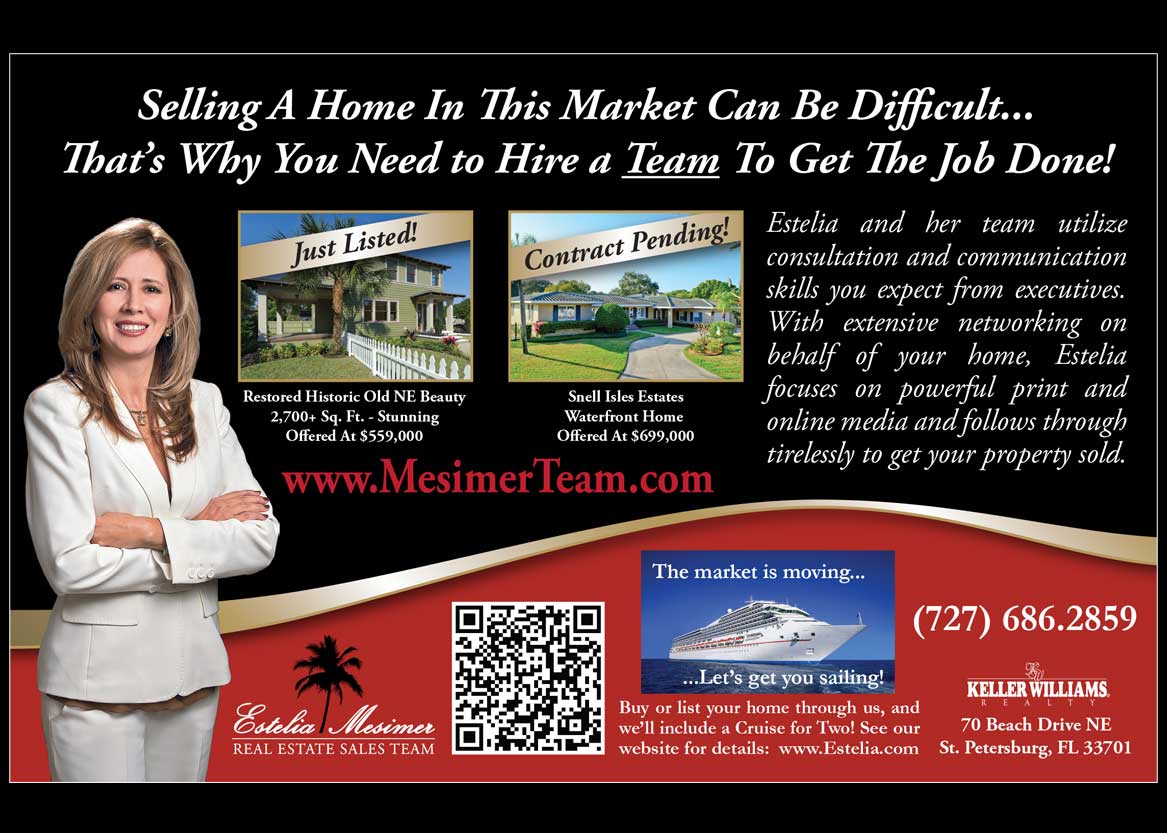 Selling A Home In This Market Can Be Difficult...
That's Why You Need to Hire a Team To Get The Job Done!
Just Listed!
Restored Historic Old NE Beauty
2,700+ Sq. Ft. - Stunning
Offered At $559,000
Contract Pending!
Snell Isles Estates
Waterfront Home
Offered At $699,000
Estelia and her team utilize
consultation and communication
skills you expect from executives.
With extensive networking on
behalf of your home, Estelia
focuses on powerful print and
online media and follows through
tirelessly to get your property sold.
www.MesimerTeam.com
Estelia Mesimer
REAL ESTATE SALES TEAM
The market is moving...
...Let's get you sailing!
Buy or list your home through us, and
we'll include a Cruise for Two! See our
website for details: www.Estelia.com
(727) 686.2859
KW
KELLER WILLIAMS®
REALTY
70 Beach Drive NE
St. Petersburg, FL 33701